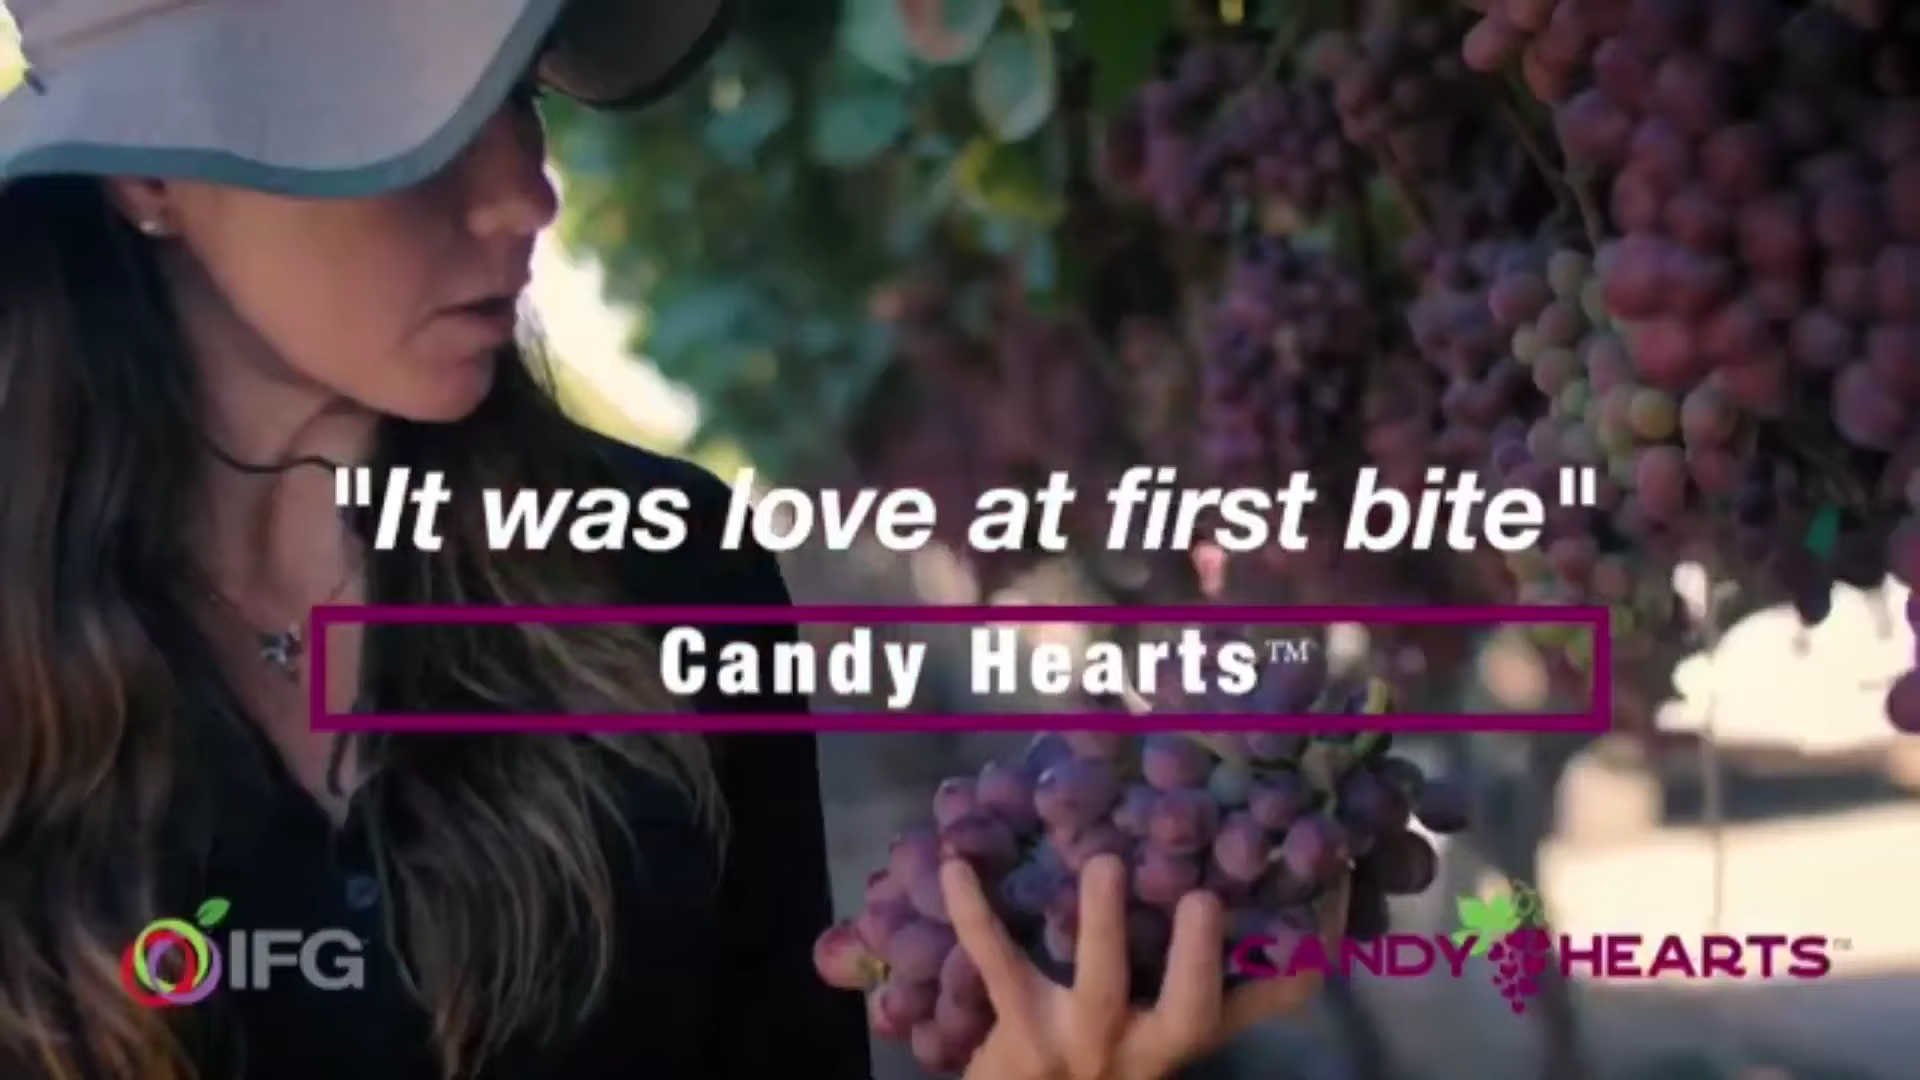 "It was love at first bite"
Candy Hearts™
IFG
CANDY HEARTS™